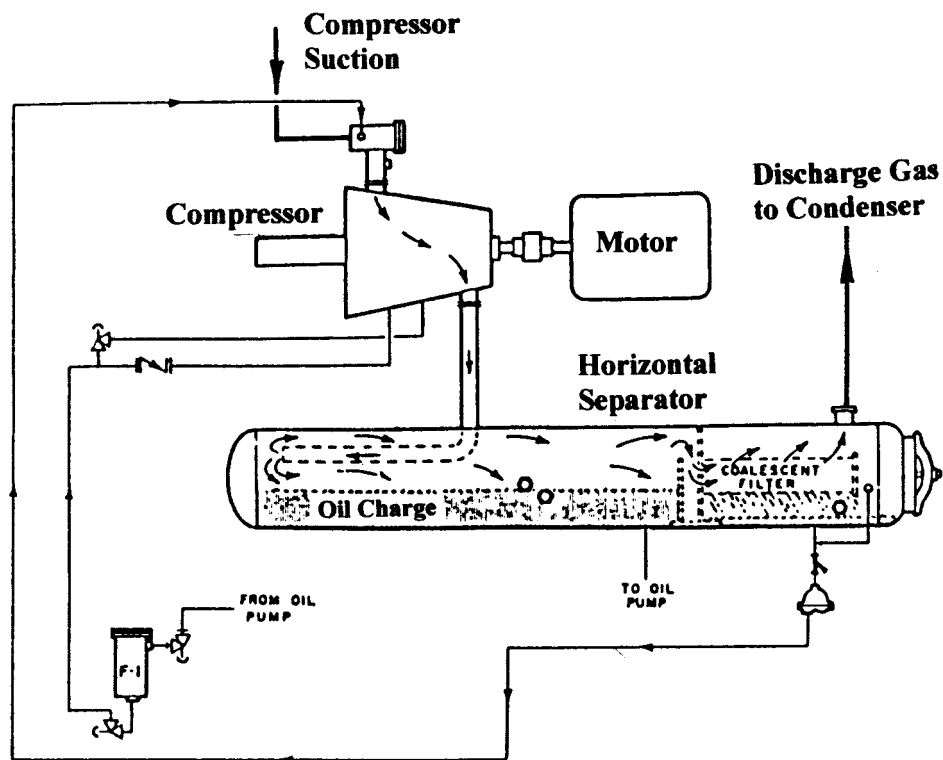 Compressor
Suction
Discharge Gas
to Condenser
Compressor
Motor
Horizontal
Separator
COALESCENT
FILTER
Oil Charge
TO OIL
PUMP
FROM OIL
PUMP
F-1